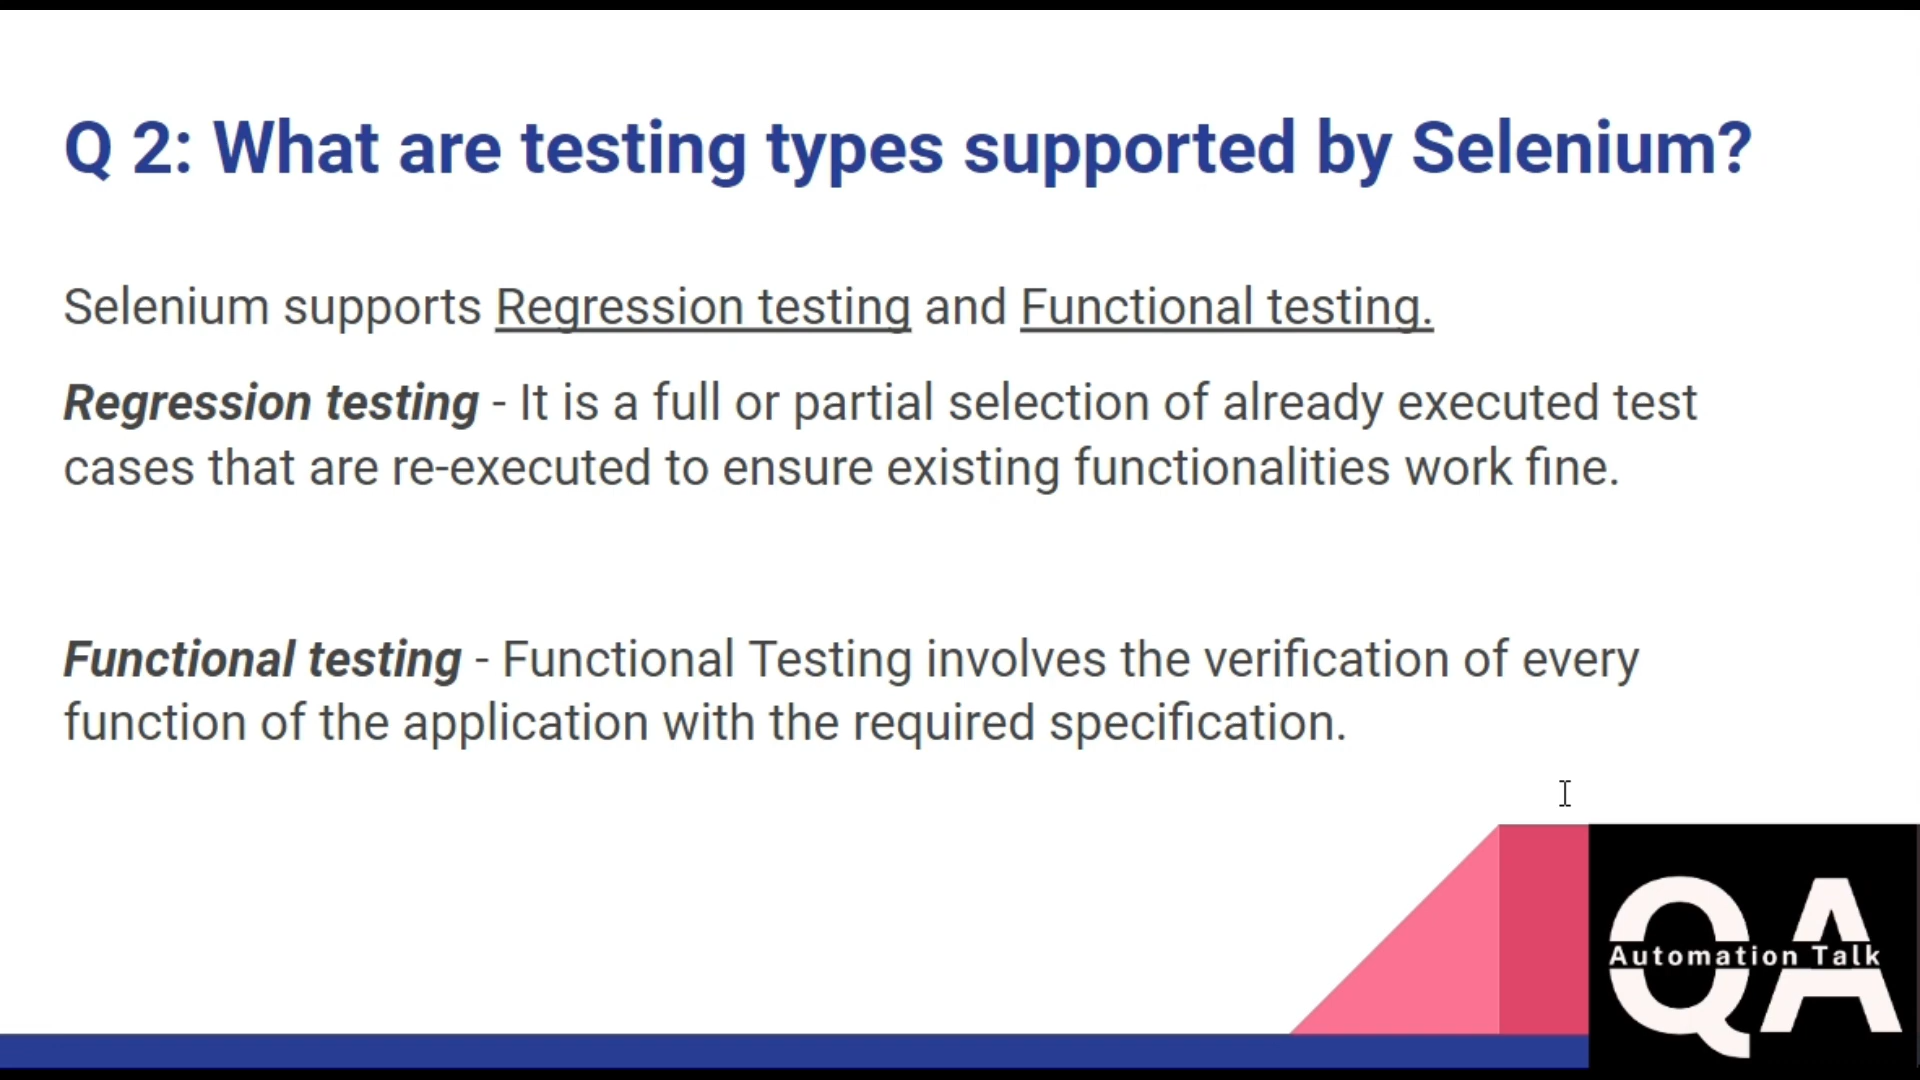 Q 2: What are testing types supported by Selenium?
Selenium supports Regression testing and Functional testing.
Regression testing - It is a full or partial selection of already executed test
cases that are re-executed to ensure existing functionalities work fine.
Functional testing - Functional Testing involves the verification of every
function of the application with the required specification.
QA
Automation Talk